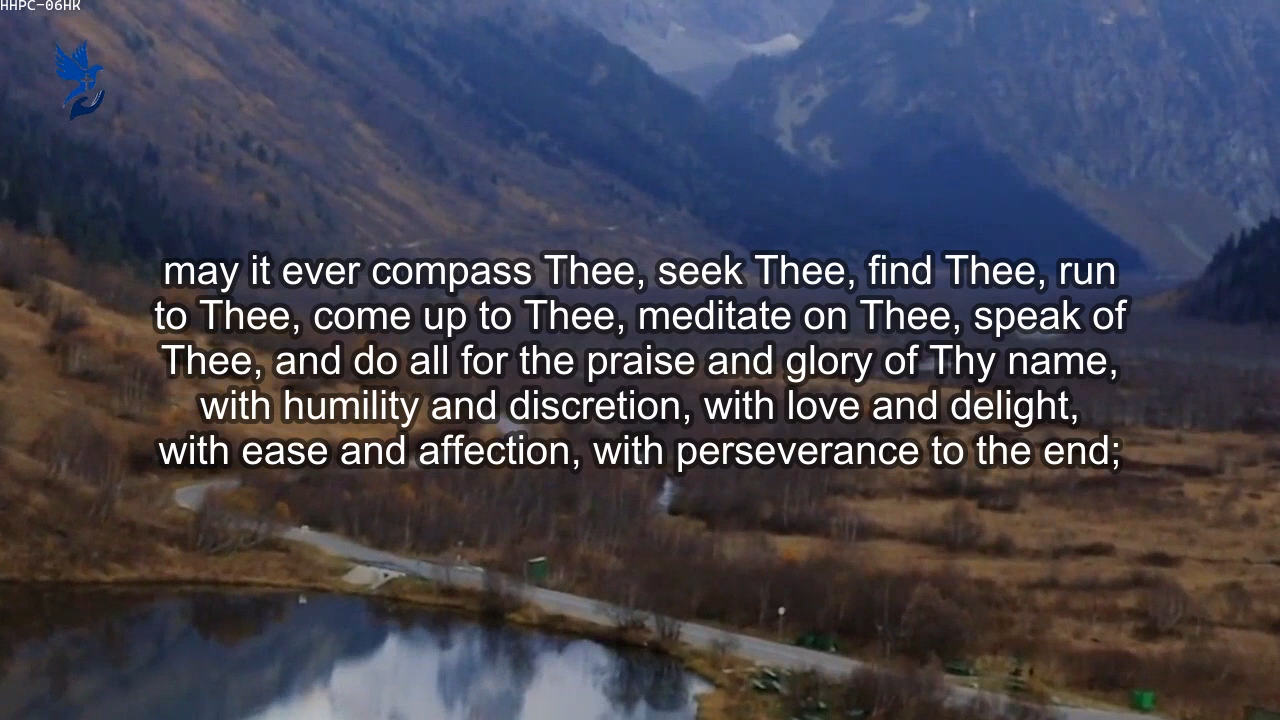 HHPC-06HK
may it ever compass Thee, seek Thee, find Thee, run
to Thee, come up to Thee, meditate on Thee, speak of
Thee, and do all for the praise and glory of Thy name,
with humility and discretion, with love and delight,
with ease and affection, with perseverance to the end;